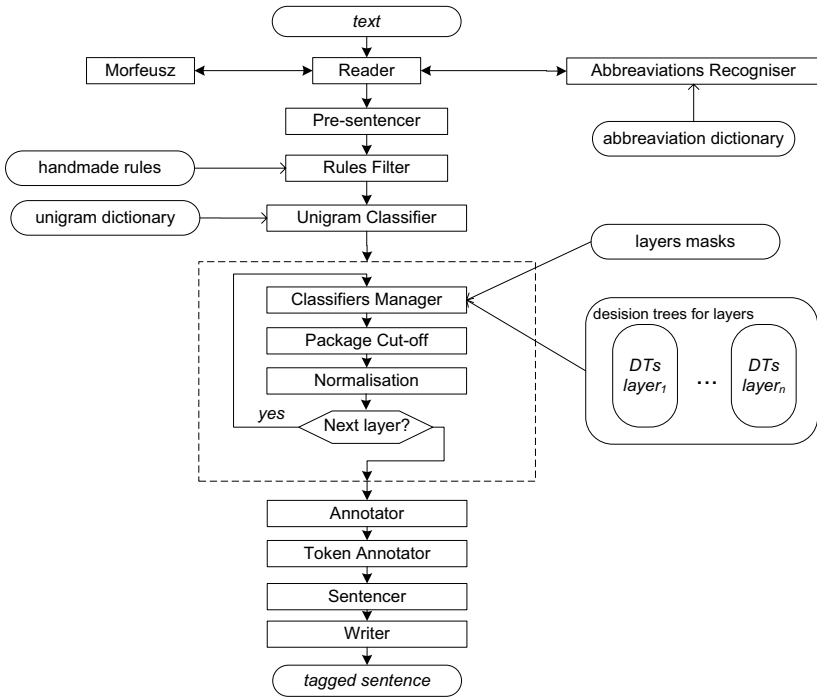 text
Morfeusz
Reader
Abbreaviations Recogniser
Pre-sentencer
abbreaviation dictionary
handmade rules
Rules Filter
unigram dictionary
Unigram Classifier
layers masks
Classifiers Manager
desision trees for layers
Package Cut-off
DTs
layer1
...
DTs
layern
Normalisation
yes
Next layer?
Annotator
Token Annotator
Sentencer
Writer
tagged sentence